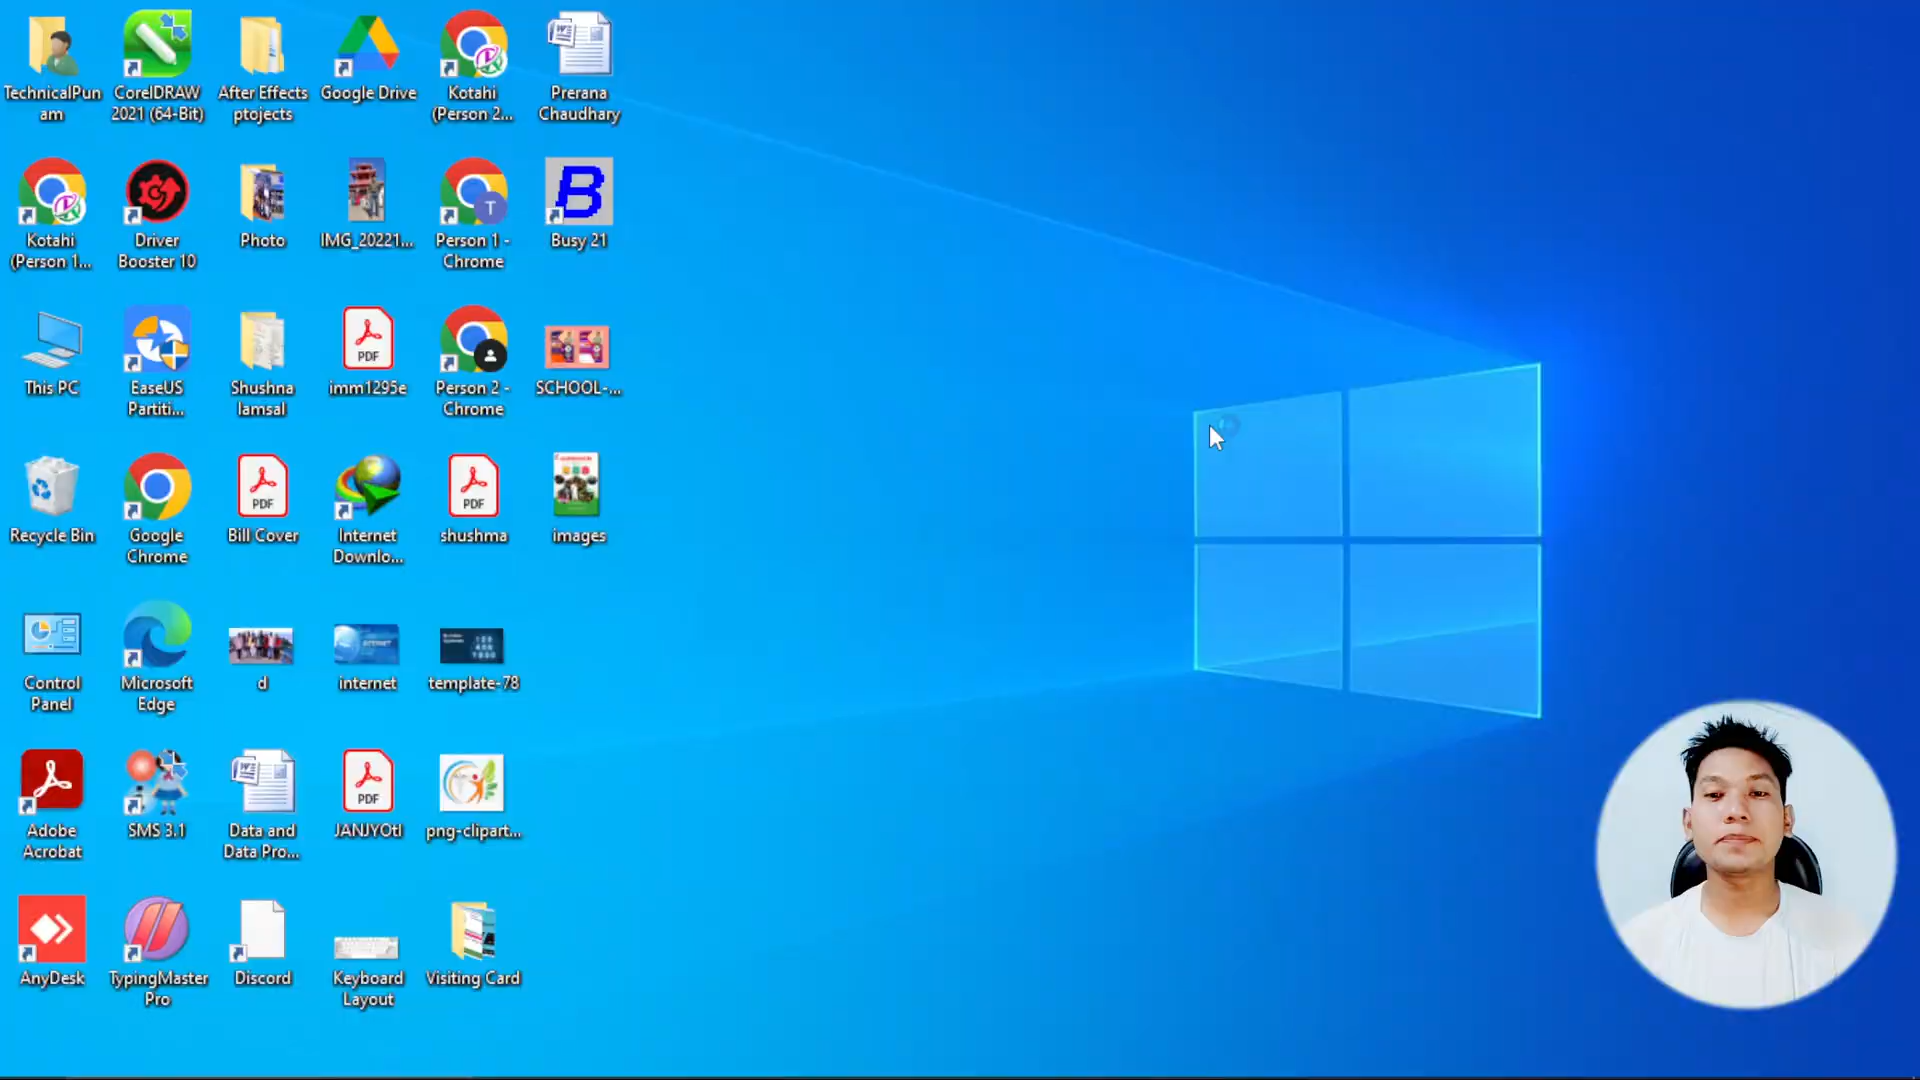 TechnicalPun
am
CorelDRAW
2021 (64-Bit)
After Effects
ptojects
Google Drive
Kotahi
(Person 2...
Prerana
Chaudhary
Kotahi
(Person 1...
Driver
Booster 10
Photo
IMG_20221...
T
Person 1 -
Chrome
B
Busy 21
This PC
EaseUS
Partiti...
Shushna
lamsal
PDF
imm1295e
Person 2 -
Chrome
SCHOOL-...
Recycle Bin
Google
Chrome
PDF
Bill Cover
Internet
Downlo...
PDF
shushma
images
Control
Panel
Microsoft
Edge
d
internet
template-78
Adobe
Acrobat
SMS 3.1
Data and
Data Pro...
PDF
JANJYOtI
png-clipart...
AnyDesk
TypingMaster
Pro
Discord
Keyboard
Layout
Visiting Card